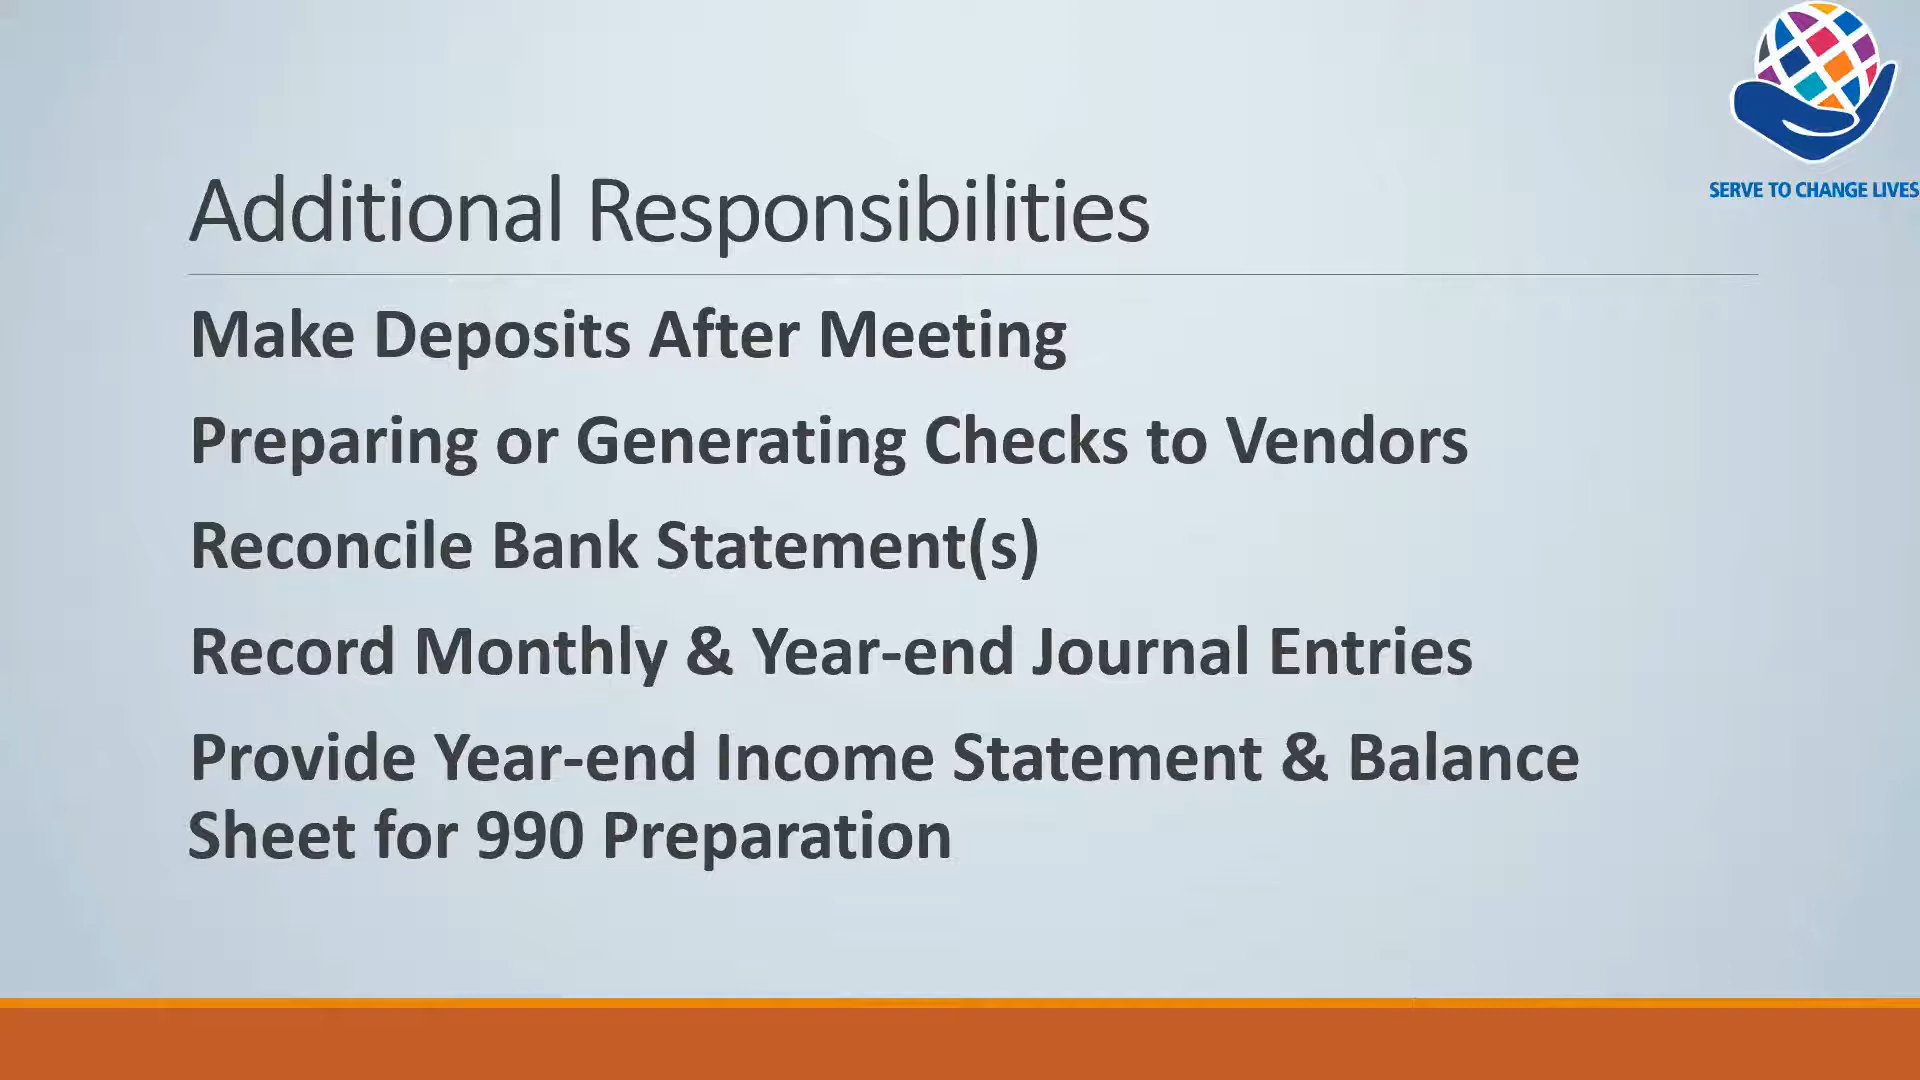 SERVE TO CHANGE LIVES
Additional Responsibilities
Make Deposits After Meeting
Preparing or Generating Checks to Vendors
Reconcile Bank Statement(s)
Record Monthly & Year-end Journal Entries
Provide Year-end Income Statement & Balance
Sheet for 990 Preparation